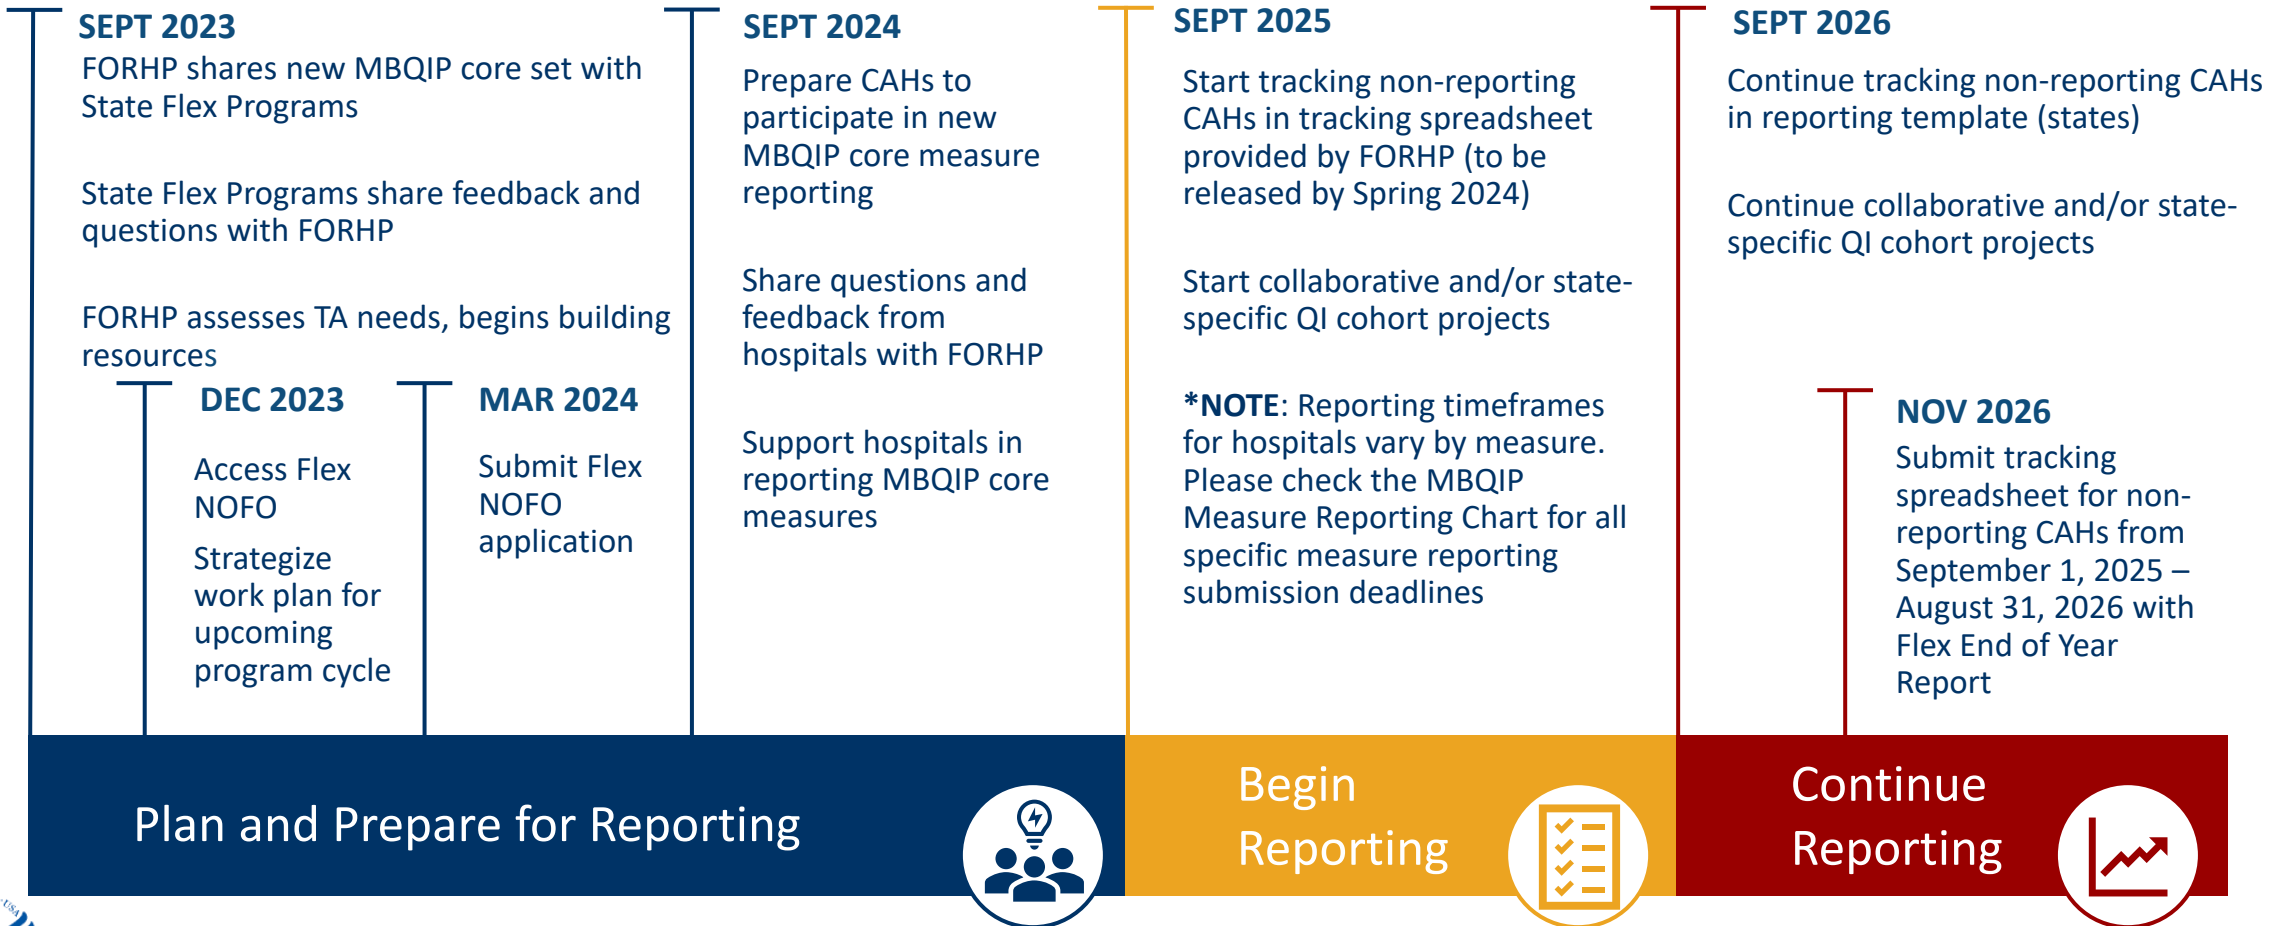 SEPT 2023
FORHP shares new MBQIP core set with
State Flex Programs
State Flex Programs share feedback and
questions with FORHP
FORHP assesses TA needs, begins building
resources
DEC 2023
Access Flex
NOFO
Strategize
work plan for
upcoming
program cycle
MAR 2024
Submit Flex
NOFO
application
SEPT 2024
Prepare CAHs to
participate in new
MBQIP core measure
reporting
Share questions and
feedback from
hospitals with FORHP
Support hospitals in
reporting MBQIP core
measures
SEPT 2025
Start tracking non-reporting
CAHs in tracking spreadsheet
provided by FORHP (to be
released by Spring 2024)
Start collaborative and/or state-
specific QI cohort projects
*NOTE: Reporting timeframes
for hospitals vary by measure.
Please check the MBQIP
Measure Reporting Chart for all
specific measure reporting
submission deadlines
SEPT 2026
Continue tracking non-reporting CAHs
in reporting template (states)
Continue collaborative and/or state-
specific QI cohort projects
NOV 2026
Submit tracking
spreadsheet for non-
reporting CAHs from
September 1, 2025 –
August 31, 2026 with
Flex End of Year
Report
Plan and Prepare for Reporting
Begin
Reporting
Continue
Reporting
USA